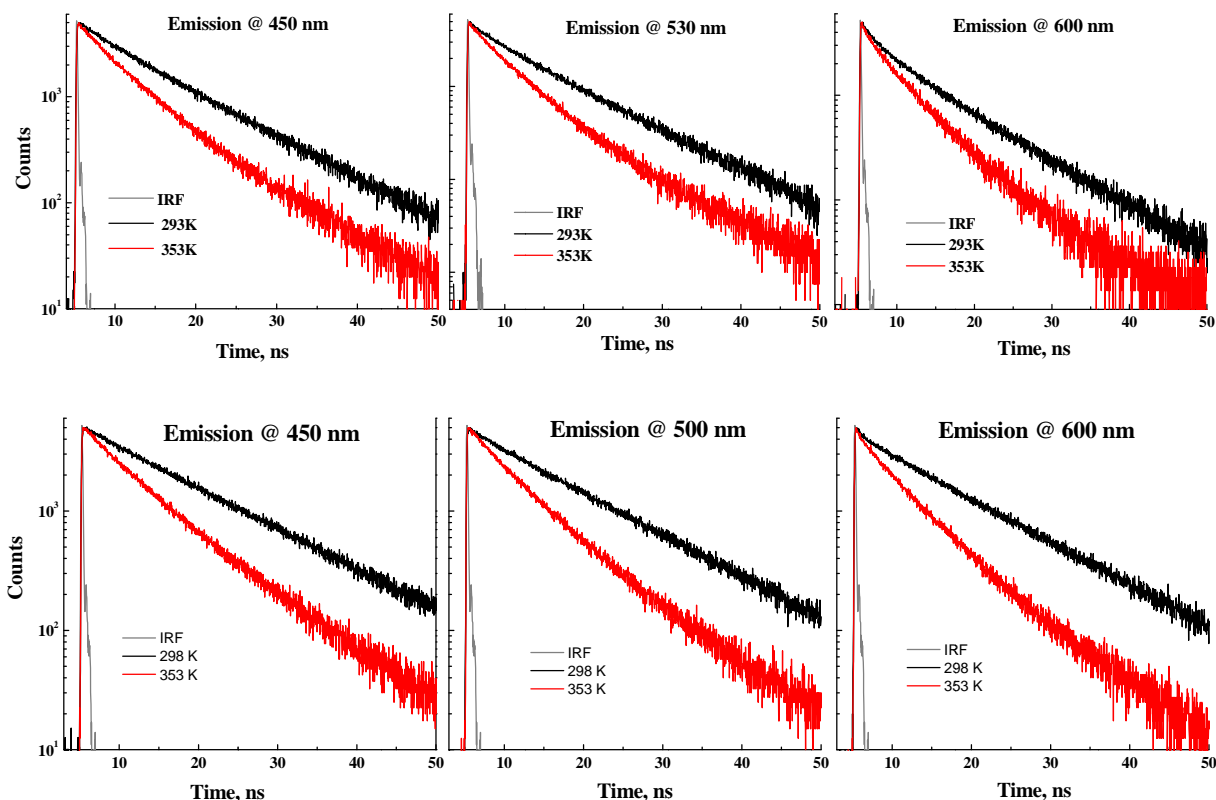 Emission @ 450 nm
Emission @ 530 nm
Emission @ 600 nm
Counts
10³
10²
10¹
IRF
293K
353K
IRF
293K
353K
IRF
293K
353K
10 20 30 40 50
10 20 30 40 50
10 20 30 40 50
Time, ns
Time, ns
Time, ns
Emission @ 450 nm
Emission @ 500 nm
Emission @ 600 nm
Counts
10³
10²
10¹
IRF
298 K
353 K
IRF
298 K
353 K
IRF
298 K
353 K
10 20 30 40 50
10 20 30 40 50
10 20 30 40 50
Time, ns
Time, ns
Time, ns